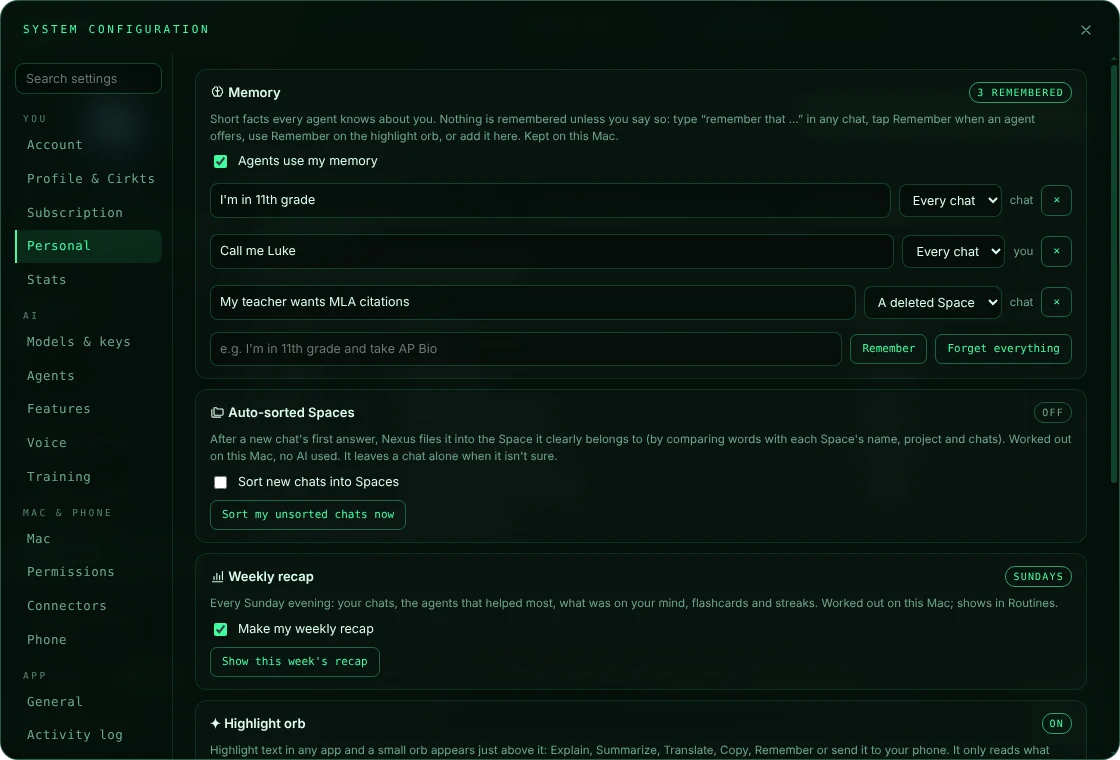 SYSTEM CONFIGURATION
×
Search settings
YOU
Account
Profile & Cirkts
Subscription
Personal
Stats
AI
Models & keys
Agents
Features
Voice
Training
MAC & PHONE
Mac
Permissions
Connectors
Phone
APP
General
Activity log
Memory
3 REMEMBERED
Short facts every agent knows about you. Nothing is remembered unless you say so: type “remember that ...” in any chat, tap Remember when an agent
offers, use Remember on the highlight orb, or add it here. Kept on this Mac.
Agents use my memory
I'm in 11th grade
Every chat
chat
×
Call me Luke
Every chat
you
×
My teacher wants MLA citations
A deleted Space
chat
×
e.g. I'm in 11th grade and take AP Bio
Remember
Forget everything
Auto-sorted Spaces
OFF
After a new chat's first answer, Nexus files it into the Space it clearly belongs to (by comparing words with each Space's name, project and chats). Worked out
on this Mac, no AI used. It leaves a chat alone when it isn't sure.
Sort new chats into Spaces
Sort my unsorted chats now
Weekly recap
SUNDAYS
Every Sunday evening: your chats, the agents that helped most, what was on your mind, flashcards and streaks. Worked out on this Mac; shows in Routines.
Make my weekly recap
Show this week's recap
Highlight orb
ON
Highlight text in any app and a small orb appears just above it: Explain, Summarize, Translate, Copy, Remember or send it to your phone. It only reads what